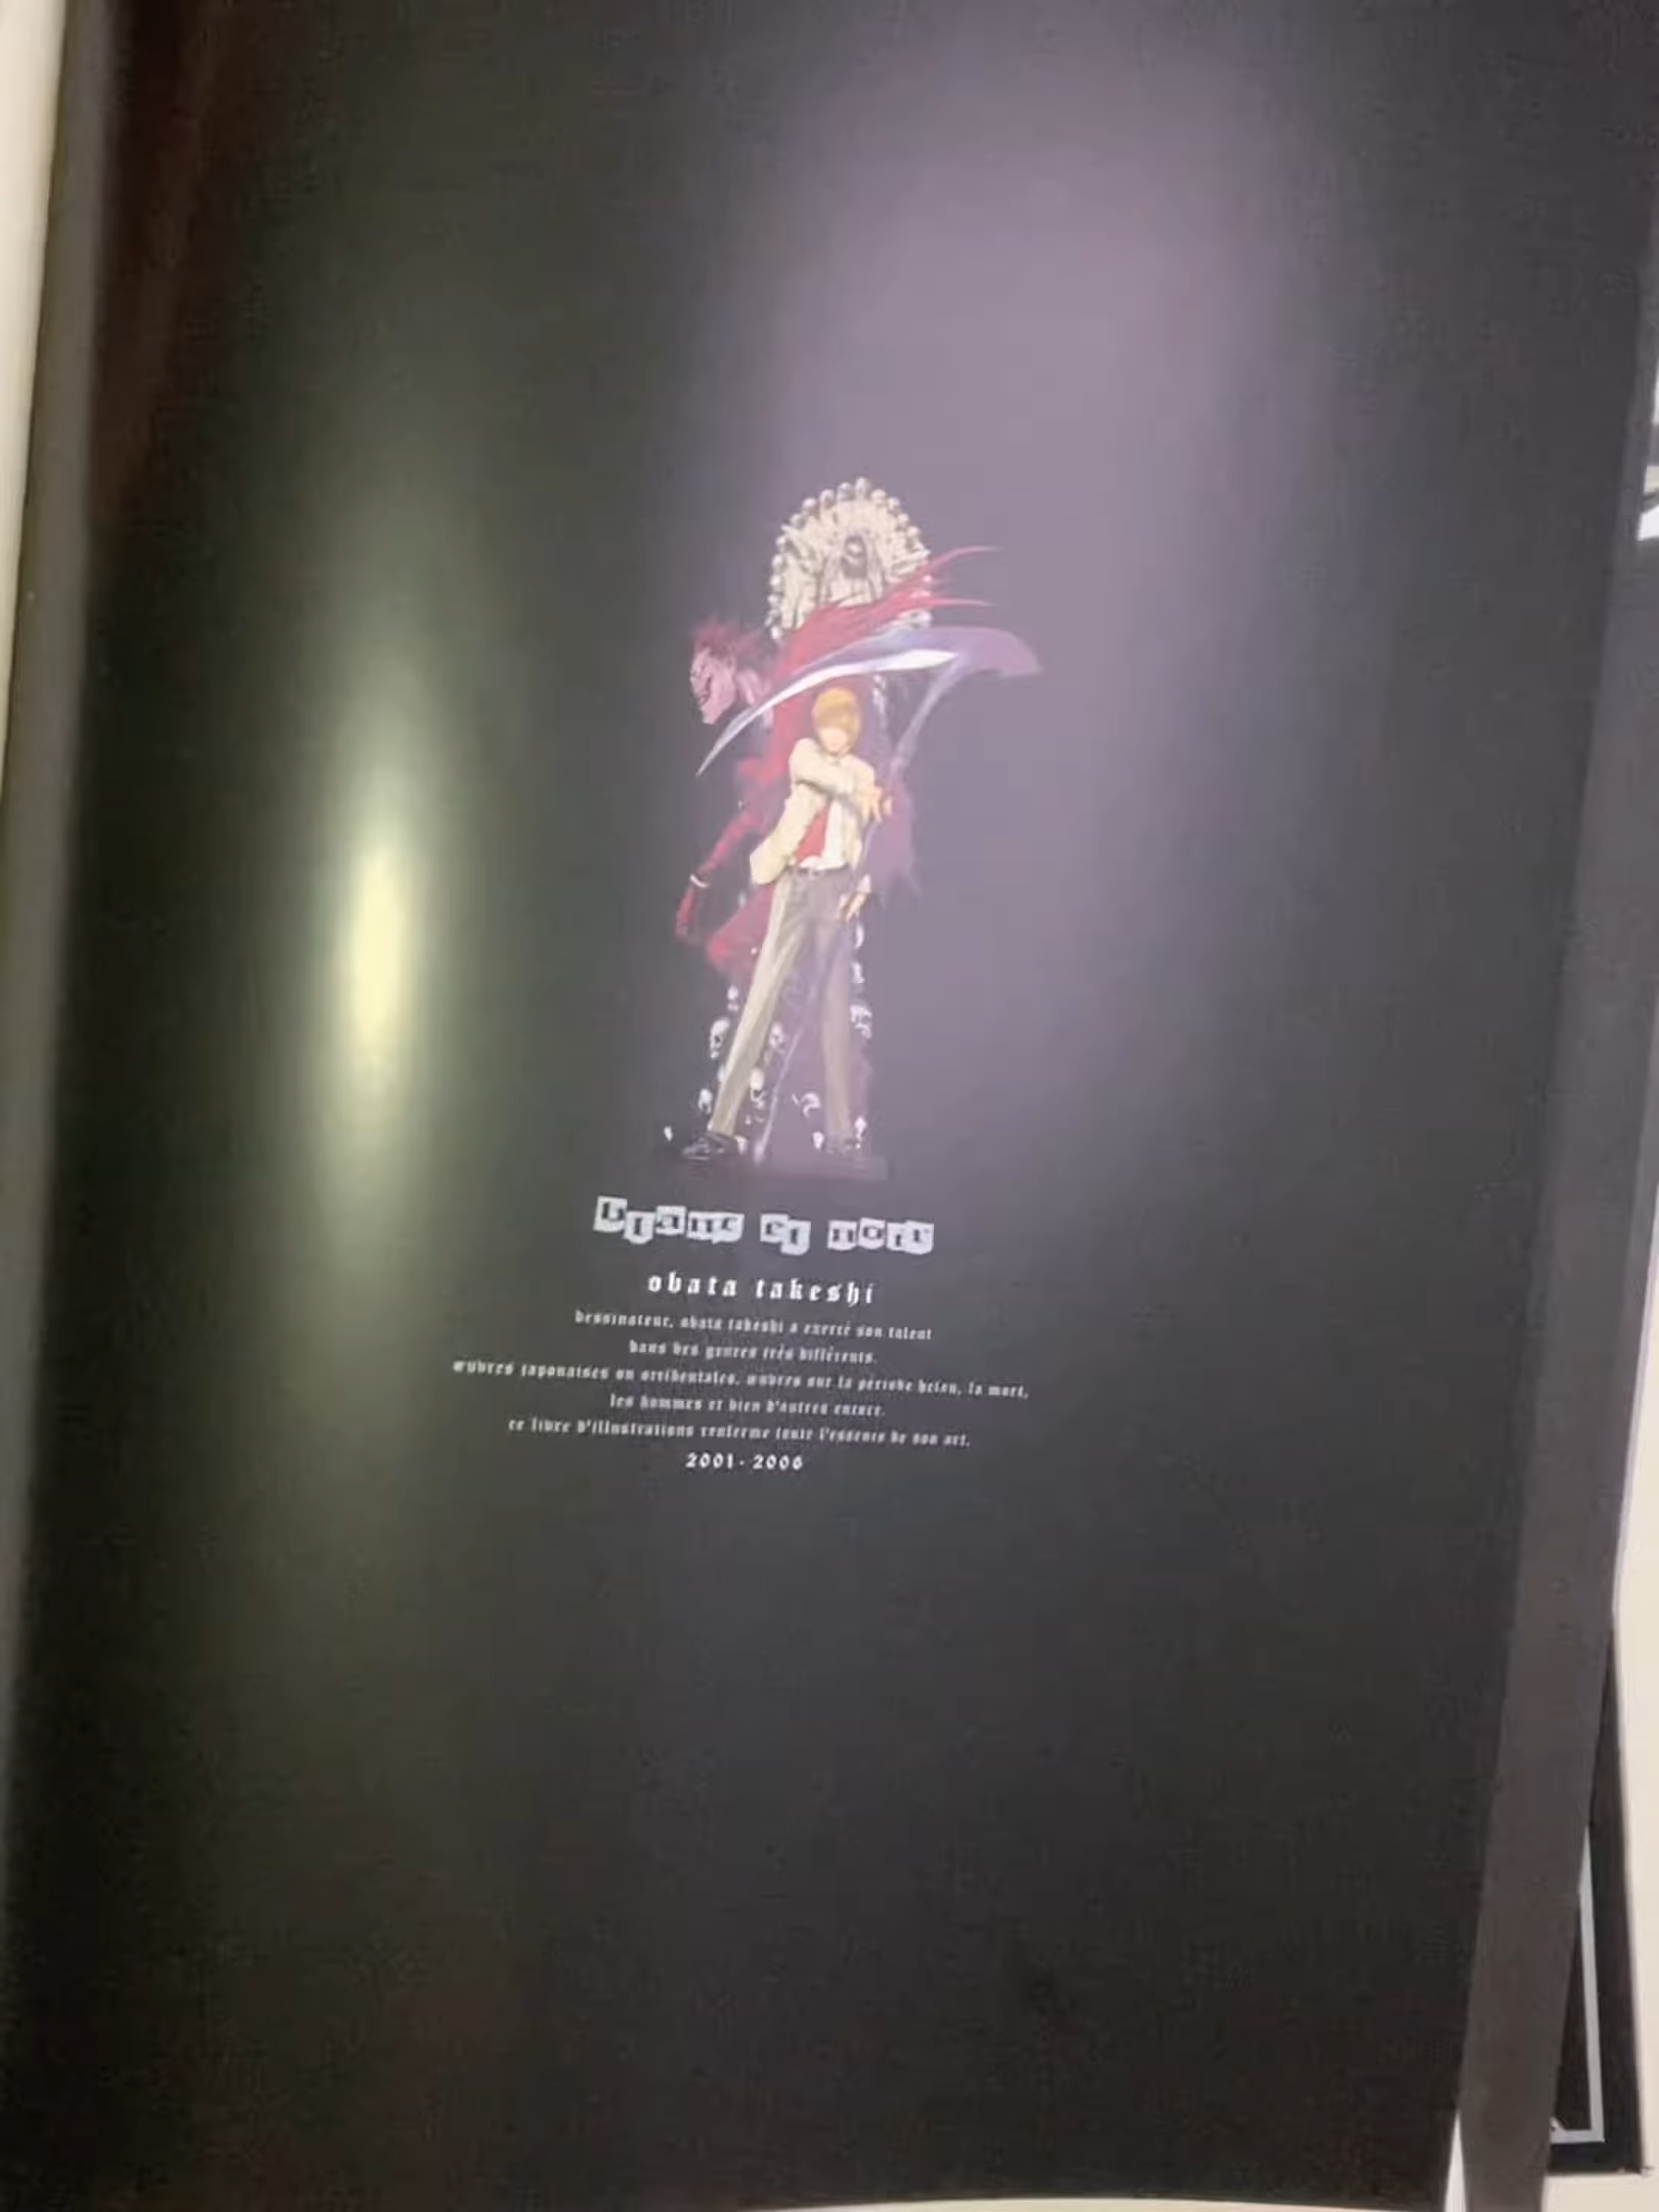 blanc et noir
obata takeshi
dessinateur, obata takeshi a exercé son talent
dans des genres très différents.
œuvres japonaises ou occidentales, œuvres sur la période heian, la mort,
les hommes et bien d'autres encore.
ce livre d'illustrations renferme toute l'essence de son art.
2001-2006